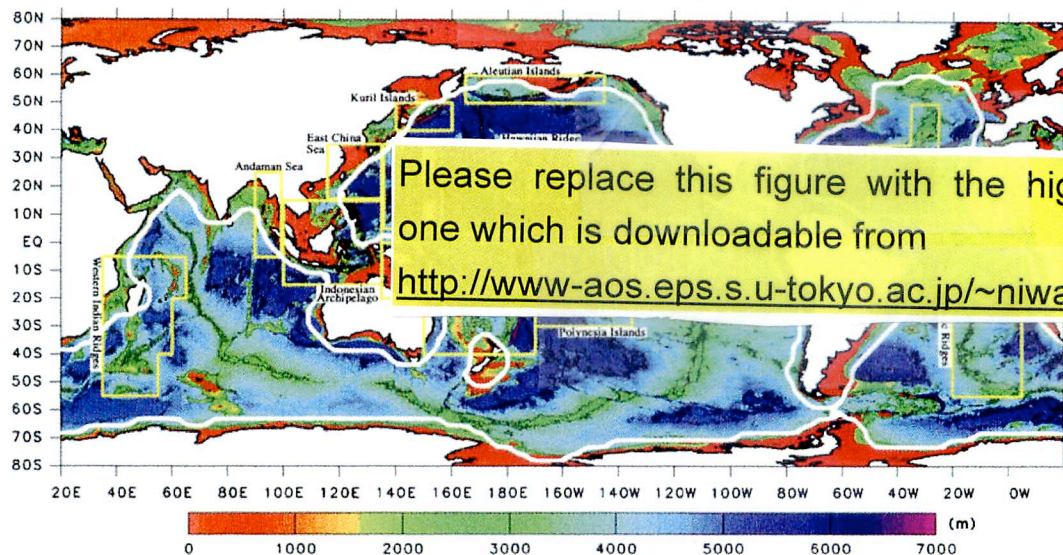 80N
70N
60N
50N
40N
30N
20N
10N
EQ
10S
20S
30S
40S
50S
60S
70S
80S
Aleutian Islands
Kuril Islands
Hawaiian Ridge
East China
Sea
Andaman Sea
Please replace this figure with the hig
one which is downloadable from
http://www-aos.eps.s.u-tokyo.ac.jp/~niwa
Western Indian Ridges
Indonesian
Archipelago
Polynesia Islands
Ridges
20E 40E 60E 80E 100E 120E 140E 160E 180E 160W 140W 120W 100W 80W 60W 40W 20W 0W
0 1000 2000 3000 4000 5000 6000 7000 (m)